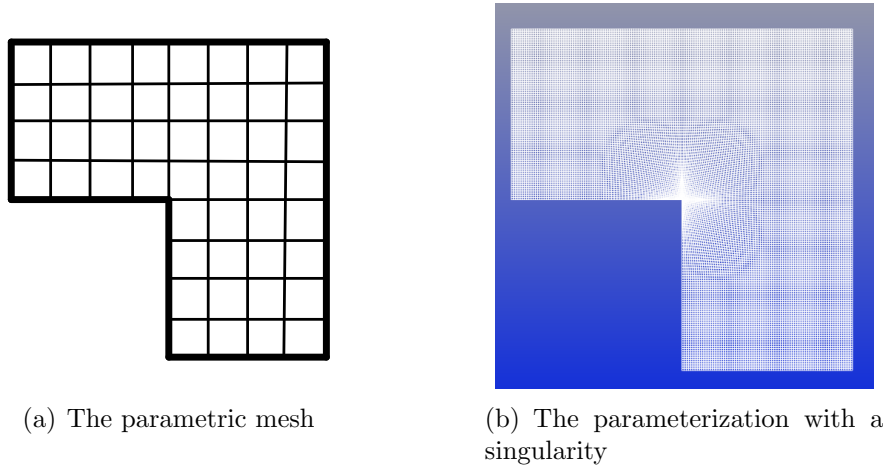 (a) The parametric mesh
(b) The parameterization with a
singularity